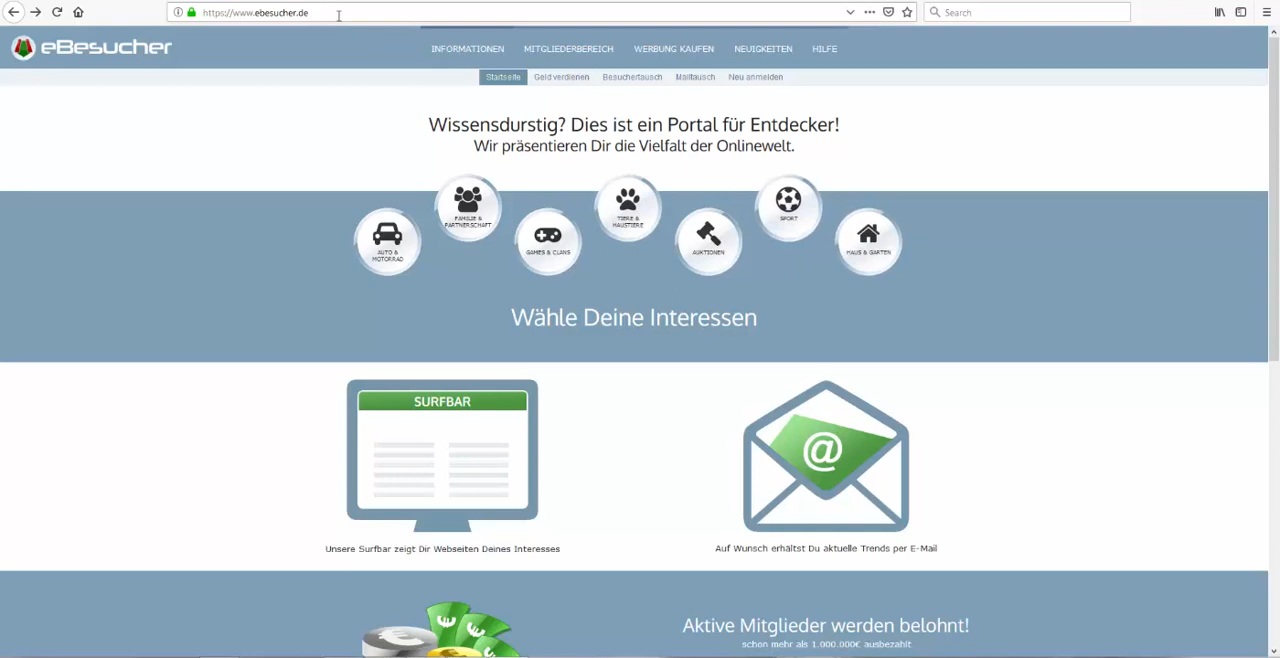 https://www.ebesucher.de
Search
eBesucher
INFORMATIONEN MITGLIEDERBEREICH WERBUNG KAUFEN NEUIGKEITEN HILFE
Startseite Geld verdienen Besuchertausch Mailtausch Neu anmelden
Wissensdurstig? Dies ist ein Portal für Entdecker!
Wir präsentieren Dir die Vielfalt der Onlinewelt.
FAMILIE &
PARTNERSCHAFT
TIERE &
HAUSTIERE
SPORT
AUTO &
MOTORRAD
GAMES & CLANS
AUKTIONEN
HAUS & GARTEN
Wähle Deine Interessen
SURFBAR
@
Unsere Surfbar zeigt Dir Webseiten Deines Interesses
Auf Wunsch erhältst Du aktuelle Trends per E-Mail
Aktive Mitglieder werden belohnt!
schon mehr als 1.000.000€ ausbezahlt